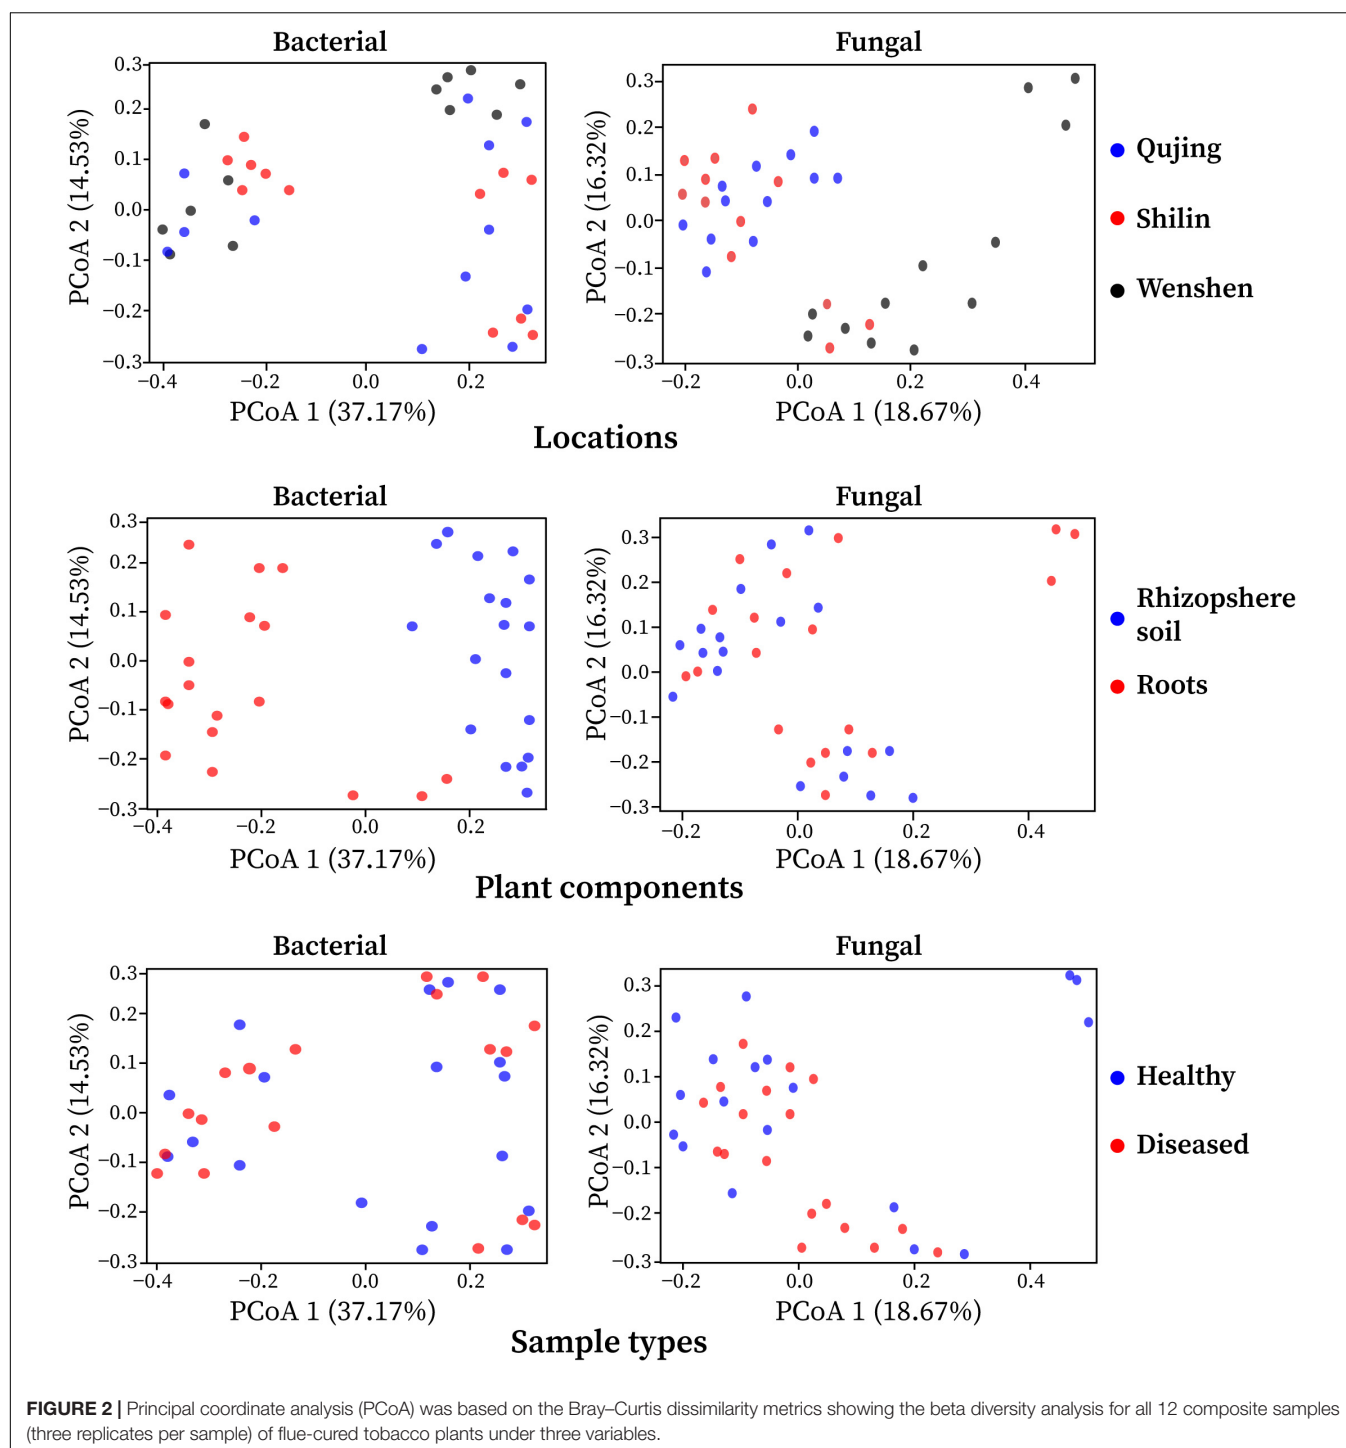 Bacterial
Fungal
0.3
0.2
0.1
0.0
−0.1
−0.2
−0.3
PCoA 2 (14.53%)
−0.4
−0.2
0.0
0.2
PCoA 1 (37.17%)
0.3
0.2
0.1
0.0
−0.1
−0.2
−0.3
PCoA 2 (16.32%)
−0.2
0.0
0.2
0.4
PCoA 1 (18.67%)
Qujing
Shilin
Wenshen
Locations
Bacterial
Fungal
0.3
0.2
0.1
0.0
−0.1
−0.2
−0.3
PCoA 2 (14.53%)
−0.4
−0.2
0.0
0.2
PCoA 1 (37.17%)
0.3
0.2
0.1
0.0
−0.1
−0.2
−0.3
PCoA 2 (16.32%)
−0.2
0.0
0.2
0.4
PCoA 1 (18.67%)
Rhizopshere
soil
Roots
Plant components
Bacterial
Fungal
0.3
0.2
0.1
0.0
−0.1
−0.2
−0.3
PCoA 2 (14.53%)
−0.4
−0.2
0.0
0.2
PCoA 1 (37.17%)
0.3
0.2
0.1
0.0
−0.1
−0.2
−0.3
PCoA 2 (16.32%)
−0.2
0.0
0.2
0.4
PCoA 1 (18.67%)
Healthy
Diseased
Sample types
FIGURE 2 | Principal coordinate analysis (PCoA) was based on the Bray–Curtis dissimilarity metrics showing the beta diversity analysis for all 12 composite samples
(three replicates per sample) of flue-cured tobacco plants under three variables.